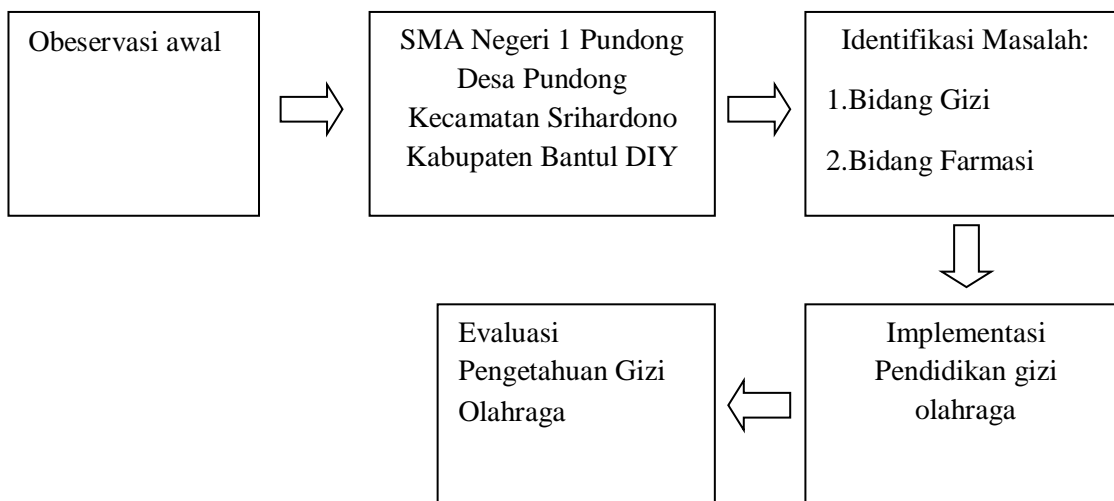 Obeservasi awal
SMA Negeri 1 Pundong
Desa Pundong
Kecamatan Srihardono
Kabupaten Bantul DIY
Identifikasi Masalah:
1.Bidang Gizi
2.Bidang Farmasi
Implementasi
Pendidikan gizi
olahraga
Evaluasi
Pengetahuan Gizi
Olahraga